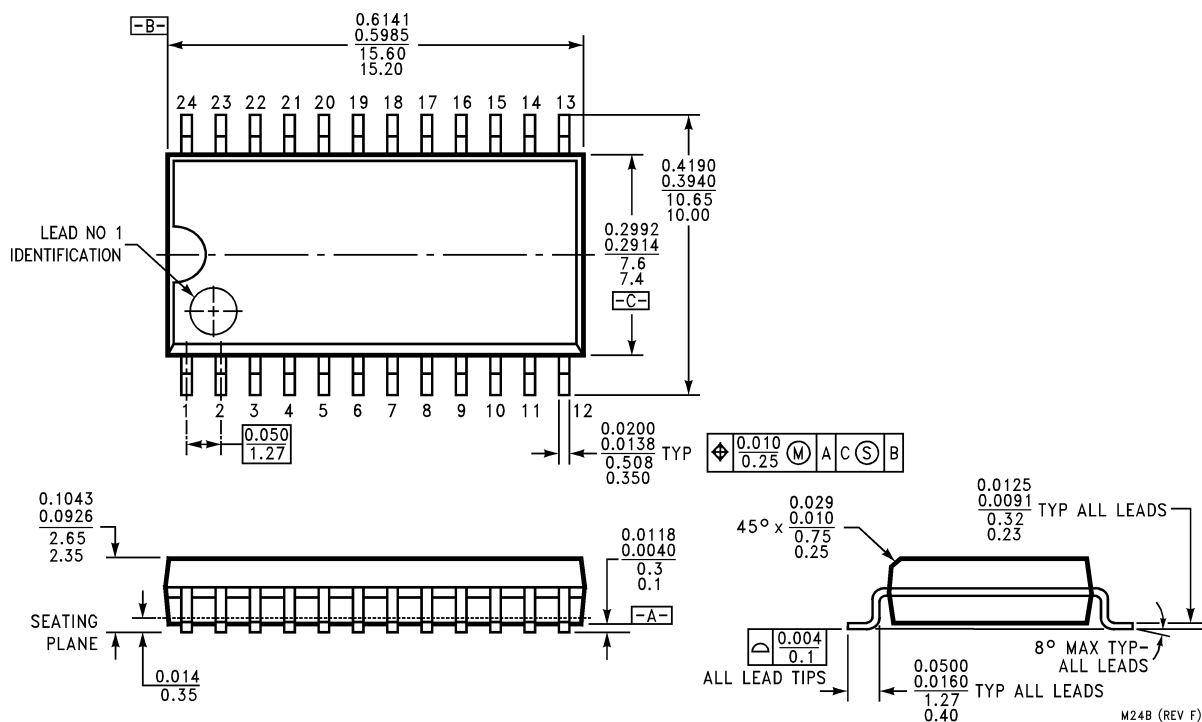 -B-
0.6141
0.5985
15.60
15.20
24 23 22 21 20 19 18 17 16 15 14 13
0.4190
0.3940
10.65
10.00
LEAD NO 1
IDENTIFICATION
0.2992
0.2914
7.6
7.4
-C-
1 2 3 4 5 6 7 8 9 10 11 12
0.050
1.27
0.0200
0.0138
0.508
0.350
TYP
0.010
0.25
M A C S B
0.1043
0.0926
2.65
2.35
0.0118
0.0040
0.3
0.1
-A-
SEATING
PLANE
0.014
0.35
45° x
0.029
0.010
0.75
0.25
0.0125
0.0091
0.32
0.23
TYP ALL LEADS
0.004
0.1
ALL LEAD TIPS
0.0500
0.0160
1.27
0.40
TYP ALL LEADS
8° MAX TYP-
ALL LEADS
M24B (REV F)